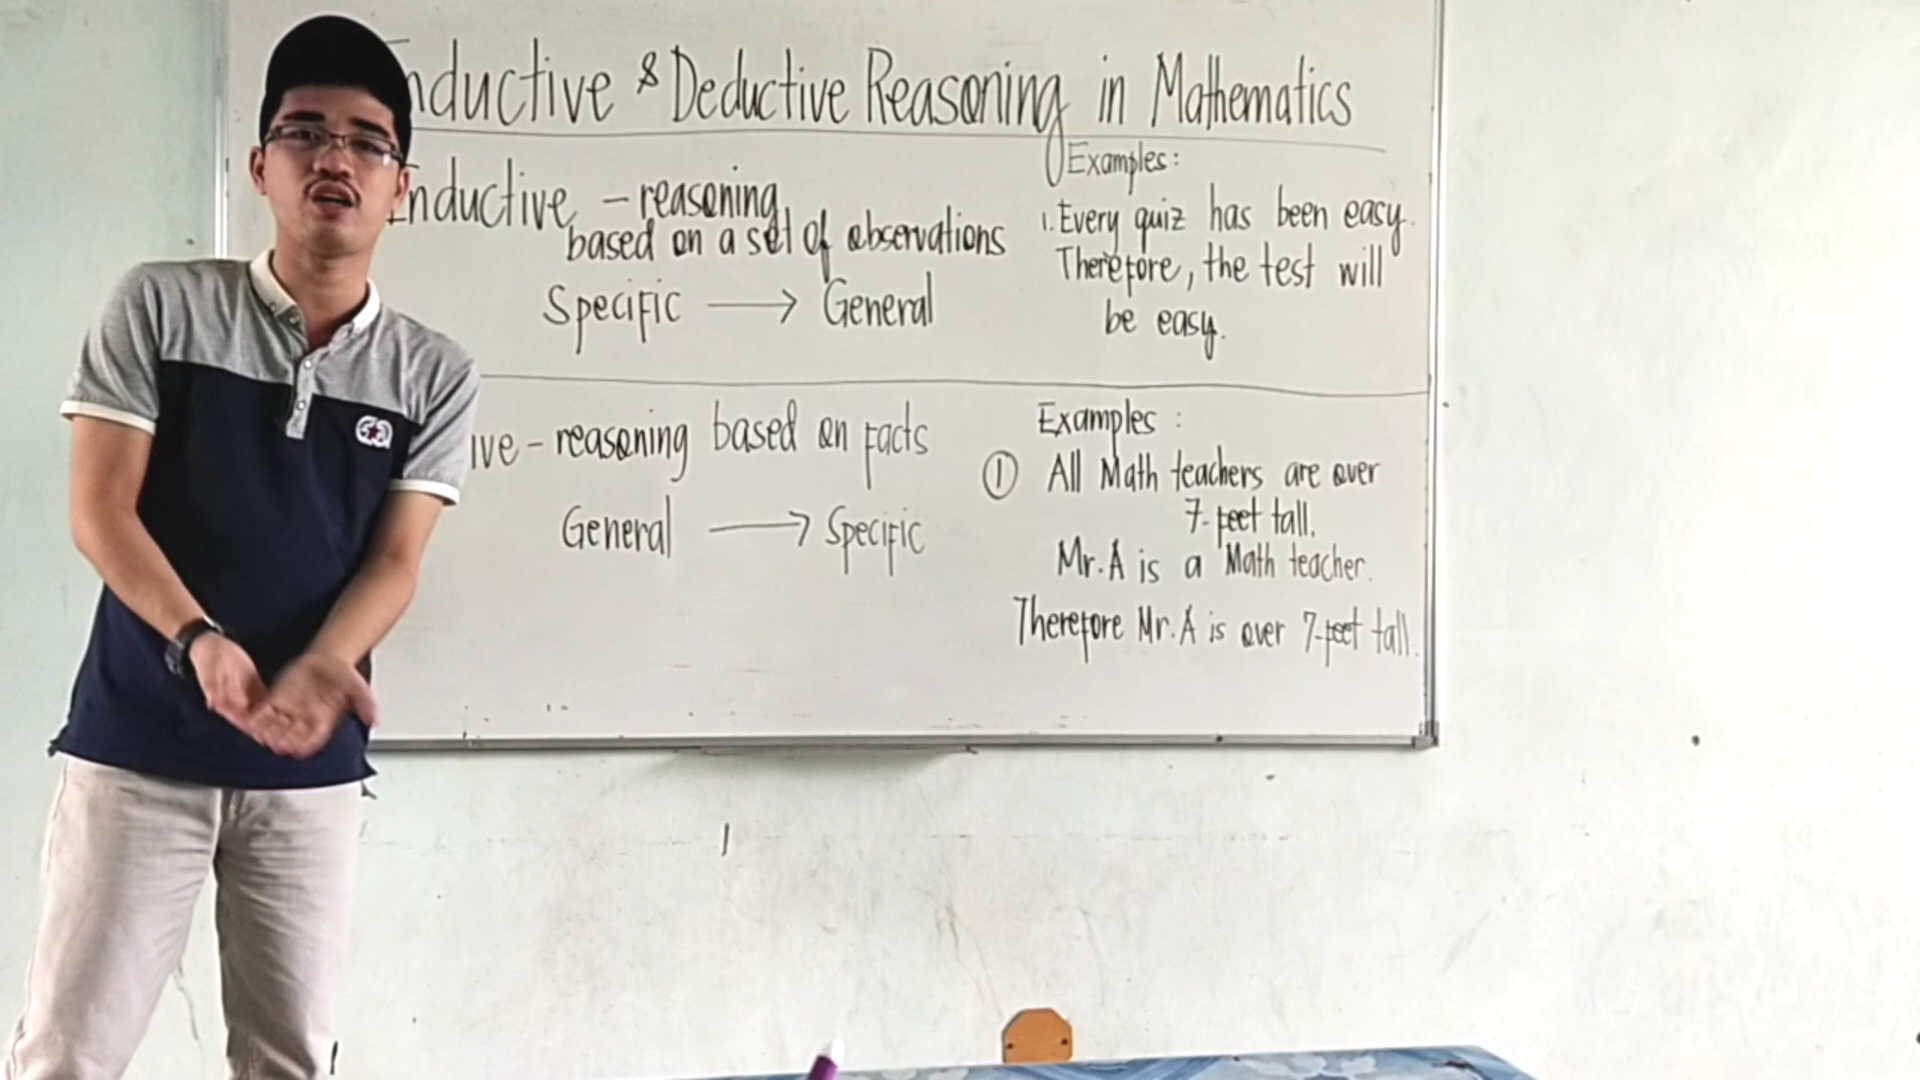 Inductive & Deductive Reasoning in Mathematics
Inductive - reasoning
based on a set of observations
Specific → General
Examples:
1. Every quiz has been easy.
Therefore, the test will
be easy.
ive - reasoning based on facts
General → Specific
Examples :
① All Math teachers are over
7-feet tall.
Mr. A is a Math teacher.
Therefore Mr. A is over 7-feet tall.